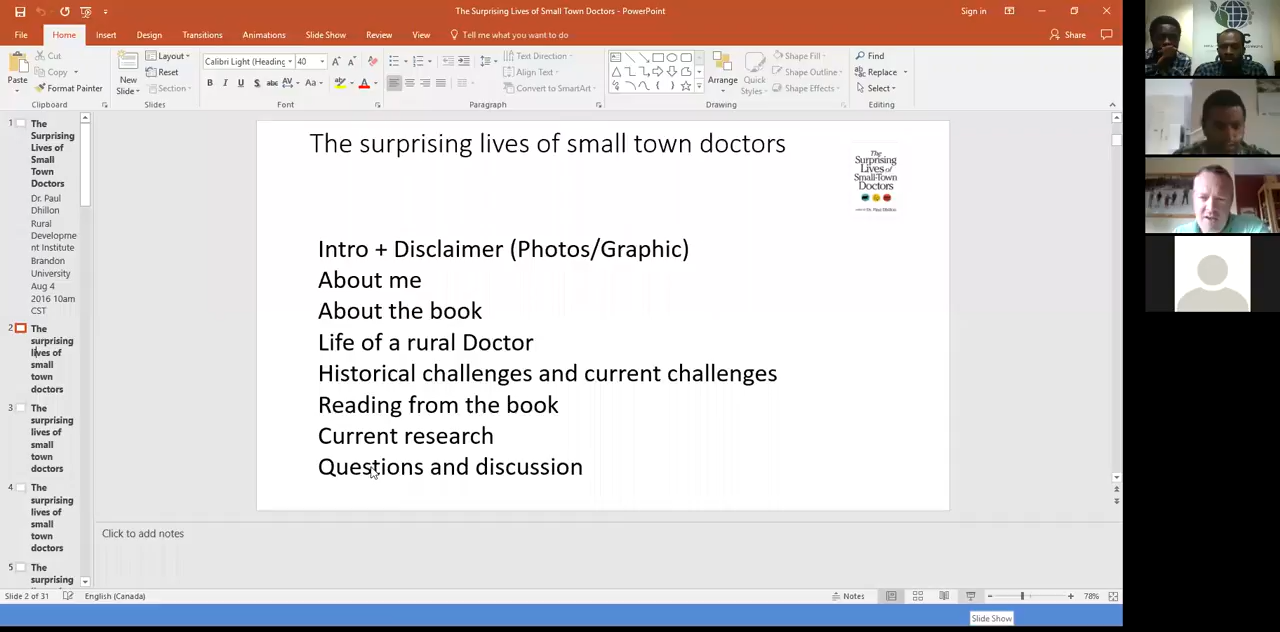 The Surprising Lives of Small Town Doctors - PowerPoint
Sign in
File
Home
Insert
Design
Transitions
Animations
Slide Show
Review
View
Tell me what you want to do
Share
Paste
Cut
Copy
Format Painter
Clipboard
New
Slide
Layout
Reset
Section
Slides
Calibri Light (Heading
40
Font
Paragraph
Text Direction
Align Text
Convert to SmartArt
Drawing
Arrange
Quick
Styles
Shape Fill
Shape Outline
Shape Effects
Find
Replace
Select
Editing
1
The
Surprising
Lives of
Small
Town
Doctors
Dr. Paul
Dhillon
Rural
Developme
nt Institute
Brandon
University
Aug 4
2016 10am
CST
2
The
surprising
lives of
small
town
doctors
3
The
surprising
lives of
small
town
doctors
4
The
surprising
lives of
small
town
doctors
5
The
surprising
The surprising lives of small town doctors
The
Surprising
Lives of
Small-Town
Doctors
Intro + Disclaimer (Photos/Graphic)
About me
About the book
Life of a rural Doctor
Historical challenges and current challenges
Reading from the book
Current research
Questions and discussion
Click to add notes
Slide 2 of 31
English (Canada)
Notes
78%
Slide Show